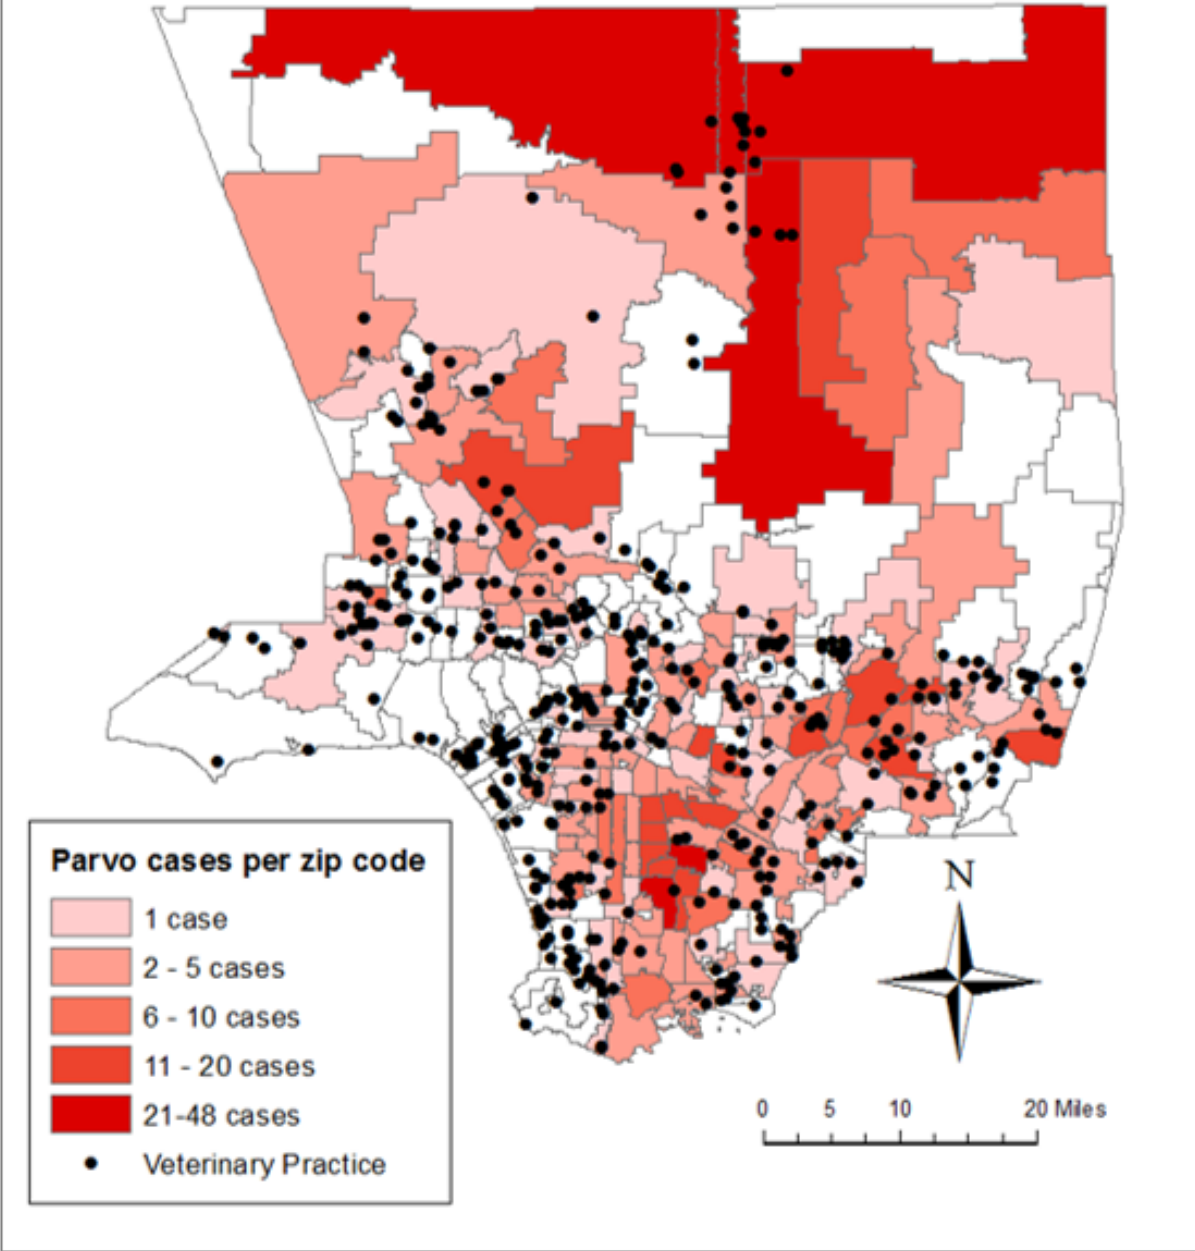 Parvo cases per zip code
1 case
2 - 5 cases
6 - 10 cases
11 - 20 cases
21-48 cases
Veterinary Practice
N
0 5 10 20 Miles